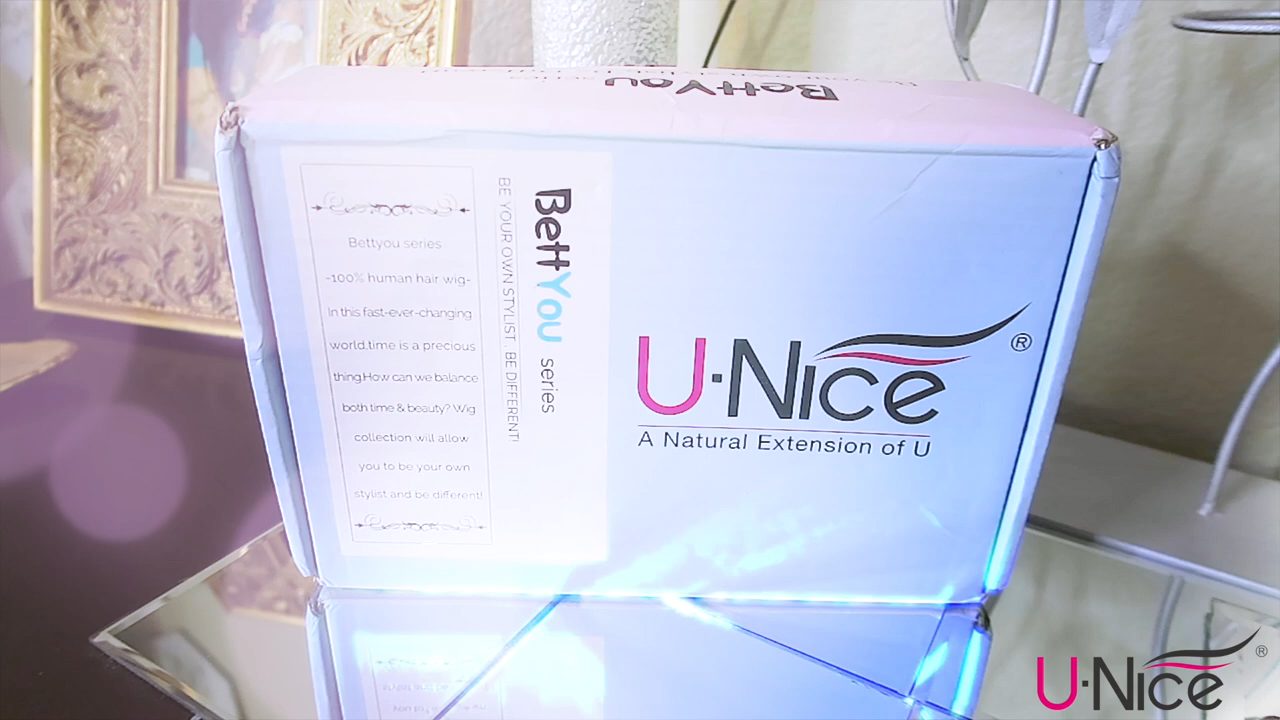 BettYou
Bettyou series
-100% human hair wig-
In this fast-ever-changing
world,time is a precious
thing.How can we balance
both time & beauty? Wig
collection will allow
you to be your own
stylist and be different!
BettYou series
BE YOUR OWN STYLIST . BE DIFFERENT!
U·Nice®
A Natural Extension of U
U·Nice®